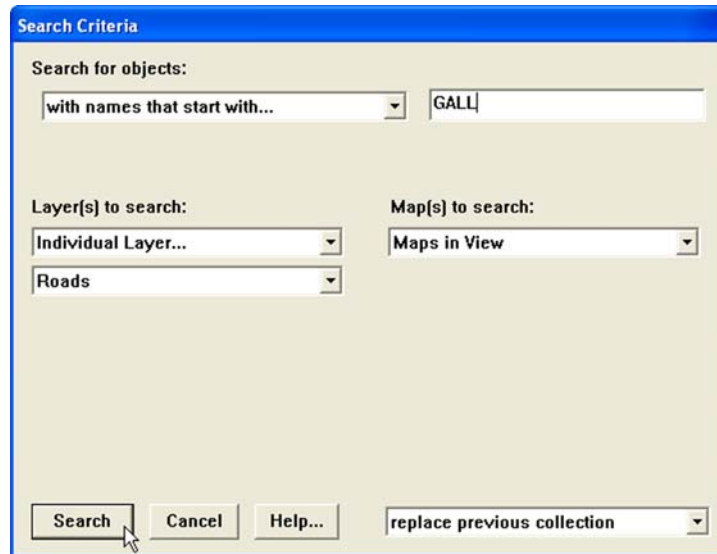 Search Criteria
Search for objects:
with names that start with... GALL
Layer(s) to search: Map(s) to search:
Individual Layer... Maps in View
Roads
Search Cancel Help... replace previous collection